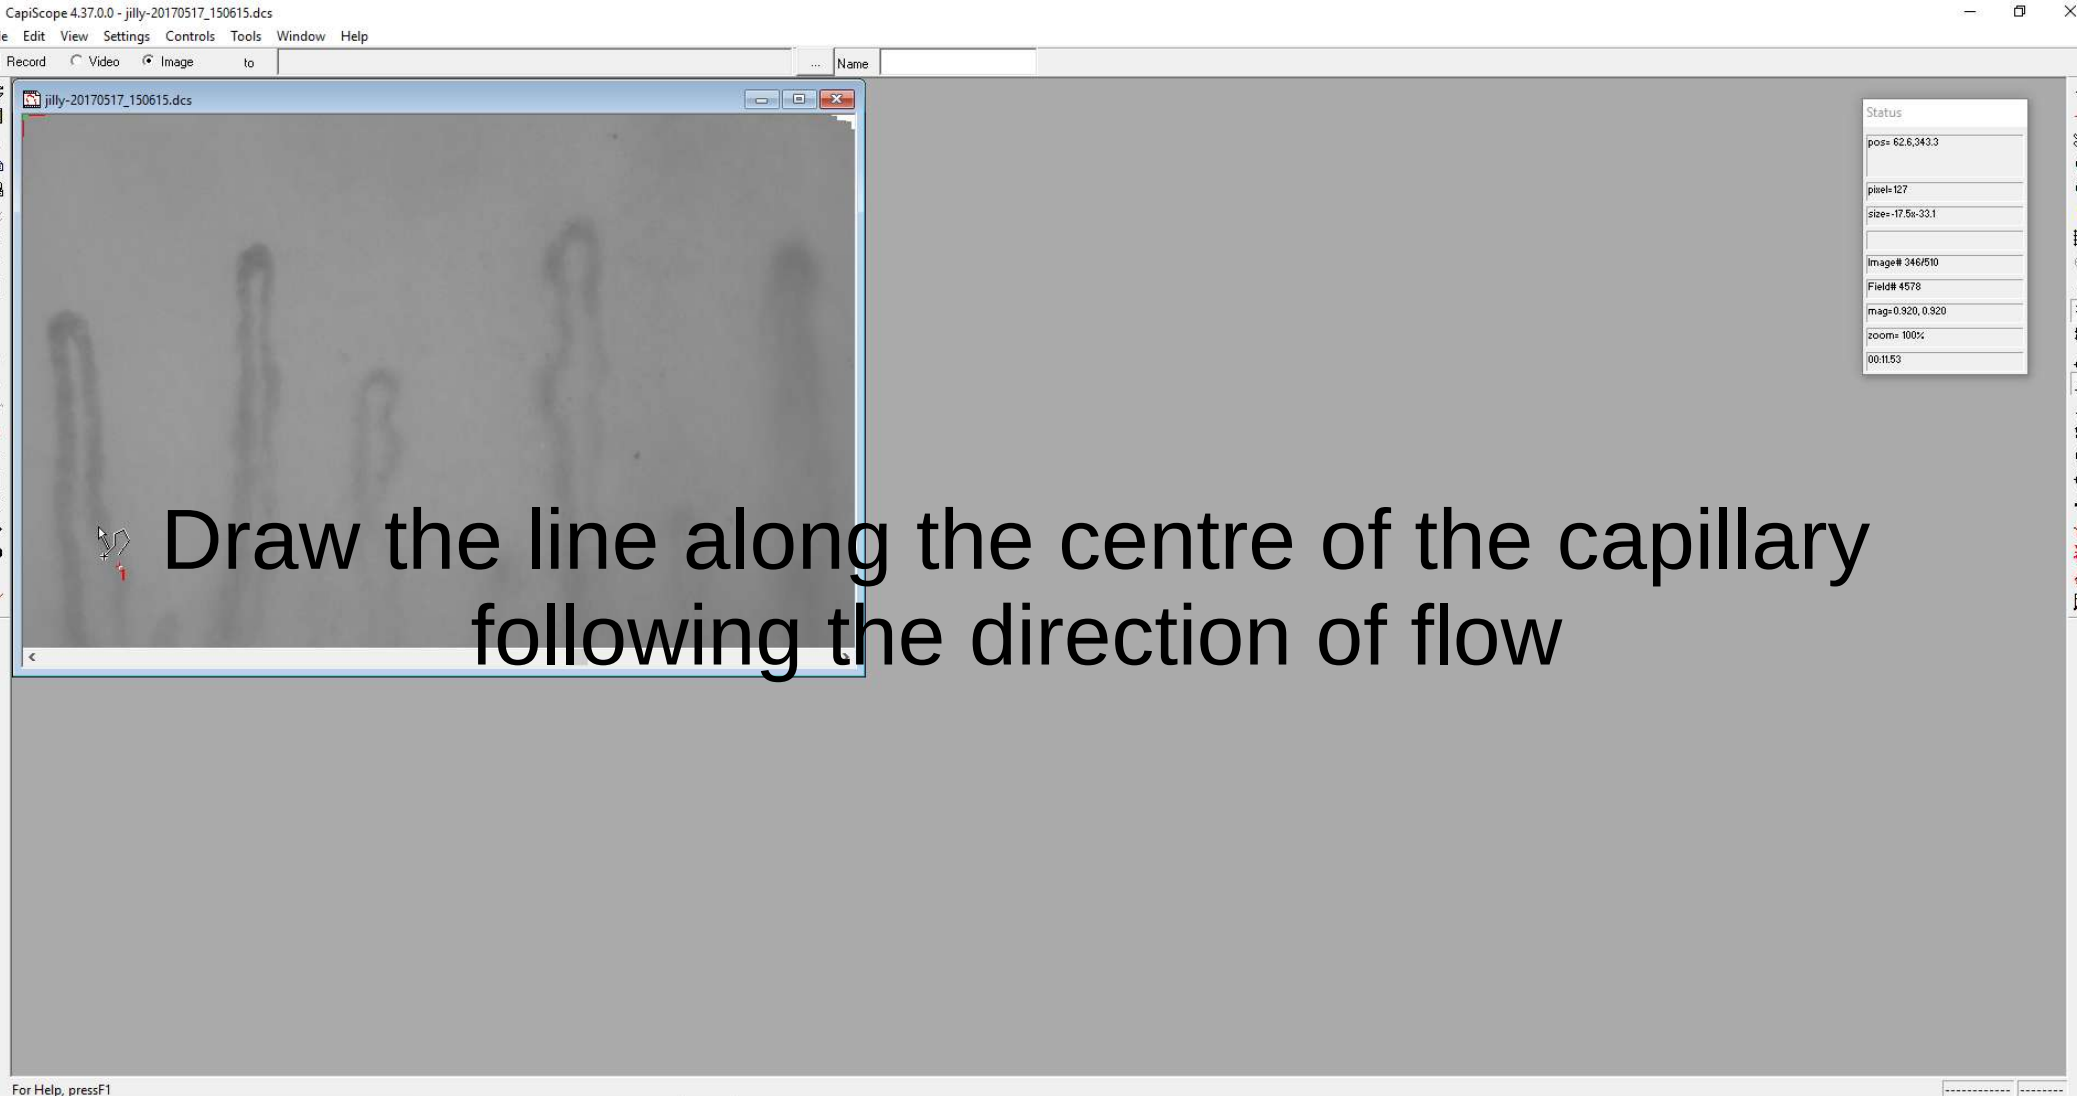 CapiScope 4.37.0.0 - jilly-20170517_150615.dcs
Edit View Settings Controls Tools Window Help
Record Video Image to ... Name
jilly-20170517_150615.dcs
Status
pos= 62.6,343.3
pixel=127
size=-17.5x-33.1
Image# 346/510
Field# 4578
mag=0.920, 0.920
zoom= 100%
00:11.53
1
Draw the line along the centre of the capillary
following the direction of flow
For Help, pressF1